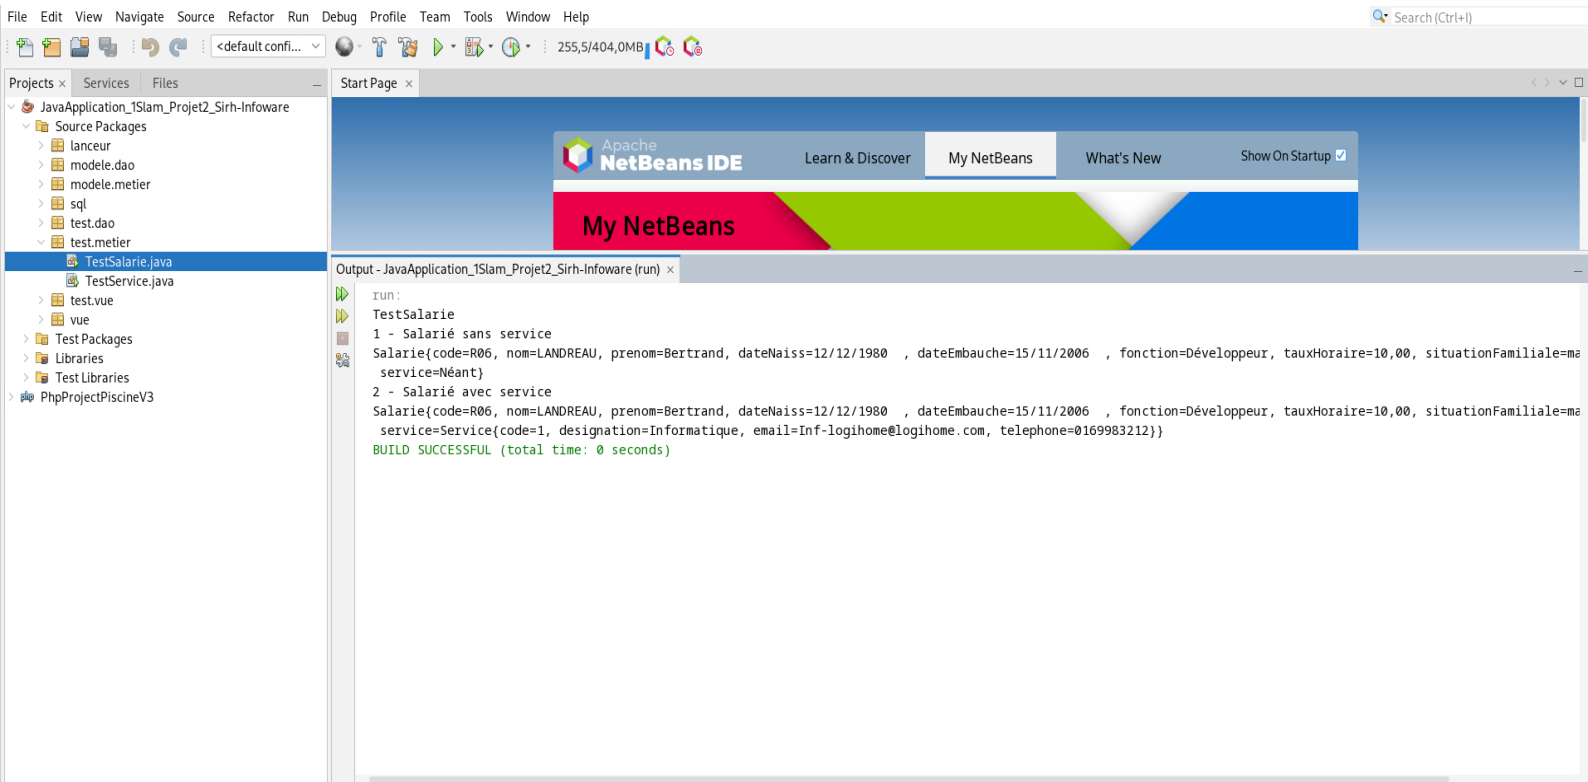 File Edit View Navigate Source Refactor Run Debug Profile Team Tools Window Help
Search (Ctrl+I)
<default confi...
255,5/404,0MB
Projects × Services Files
Start Page ×
JavaApplication_1Slam_Projet2_Sirh-Infoware
Source Packages
lanceur
modele.dao
modele.metier
sql
test.dao
test.metier
TestSalarie.java
TestService.java
test.vue
vue
Test Packages
Libraries
Test Libraries
PhpProjectPiscineV3
Apache
NetBeans IDE
Learn & Discover
My NetBeans
What's New
Show On Startup
My NetBeans
Output - JavaApplication_1Slam_Projet2_Sirh-Infoware (run) ×
run:
TestSalarie
1 - Salarié sans service
Salarie{code=R06, nom=LANDREAU, prenom=Bertrand, dateNaiss=12/12/1980  , dateEmbauche=15/11/2006  , fonction=Développeur, tauxHoraire=10,00, situationFamiliale=ma
service=Néant}
2 - Salarié avec service
Salarie{code=R06, nom=LANDREAU, prenom=Bertrand, dateNaiss=12/12/1980  , dateEmbauche=15/11/2006  , fonction=Développeur, tauxHoraire=10,00, situationFamiliale=ma
service=Service{code=1, designation=Informatique, email=Inf-logihome@logihome.com, telephone=0169983212}}
BUILD SUCCESSFUL (total time: 0 seconds)